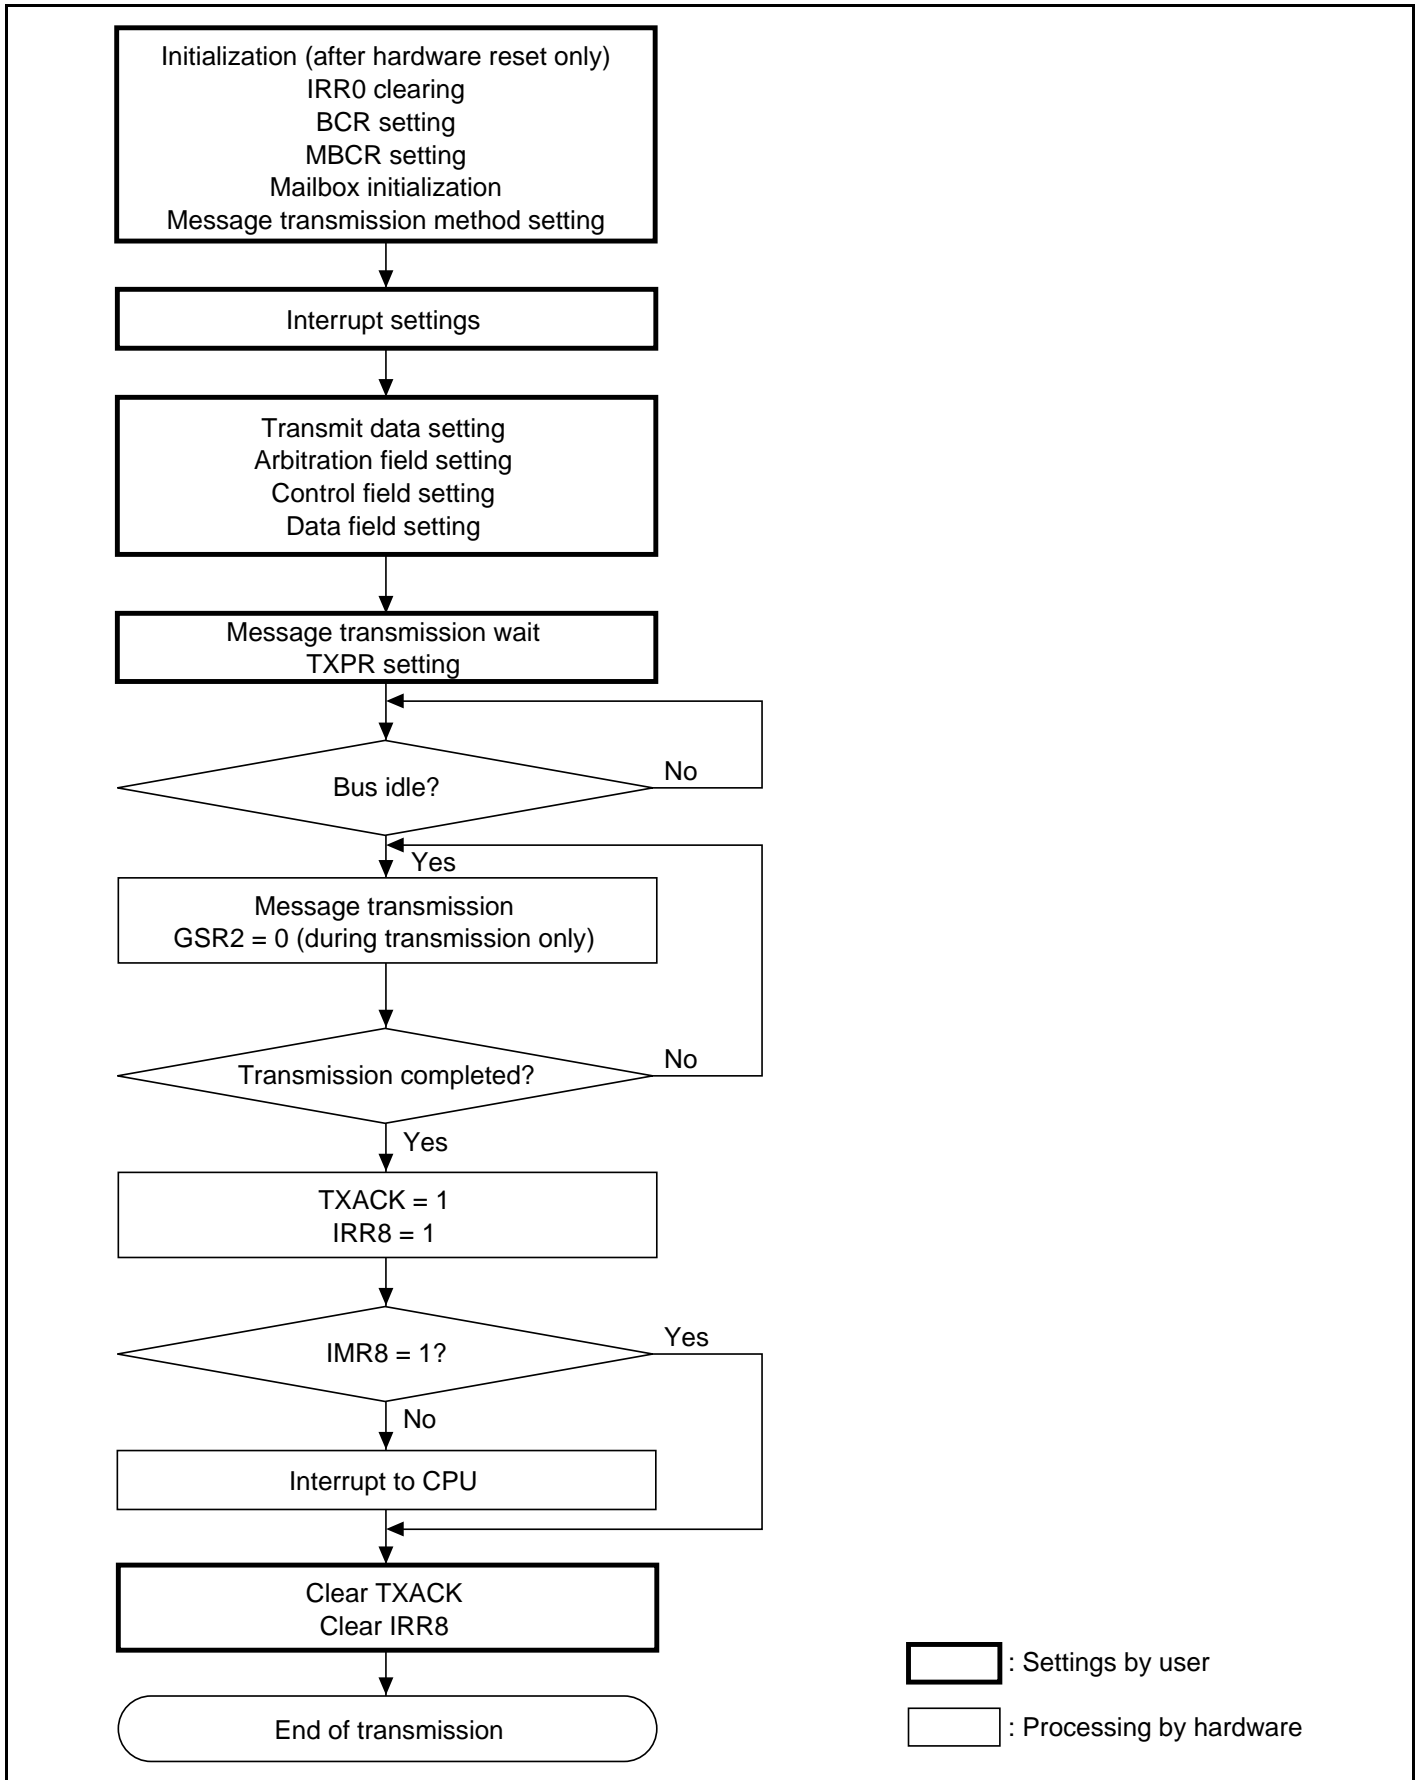 Initialization (after hardware reset only)
IRR0 clearing
BCR setting
MBCR setting
Mailbox initialization
Message transmission method setting
Interrupt settings
Transmit data setting
Arbitration field setting
Control field setting
Data field setting
Message transmission wait
TXPR setting
Bus idle?
No
Yes
Message transmission
GSR2 = 0 (during transmission only)
Transmission completed?
No
Yes
TXACK = 1
IRR8 = 1
IMR8 = 1?
Yes
No
Interrupt to CPU
Clear TXACK
Clear IRR8
End of transmission
: Settings by user
: Processing by hardware